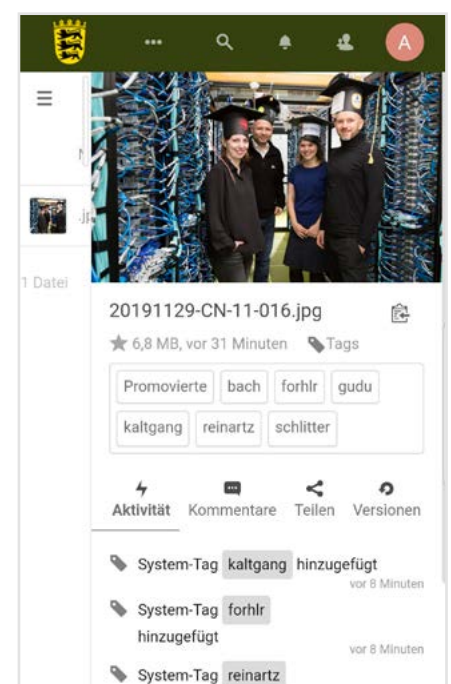 A
.jp
1 Datei
20191129-CN-11-016.jpg
6,8 MB, vor 31 Minuten Tags
Promovierte bach forhlr gudu
kaltgang reinartz schlitter
Aktivität Kommentare Teilen Versionen
System-Tag kaltgang hinzugefügt
vor 8 Minuten
System-Tag forhlr
hinzugefügt
vor 8 Minuten
System-Tag reinartz